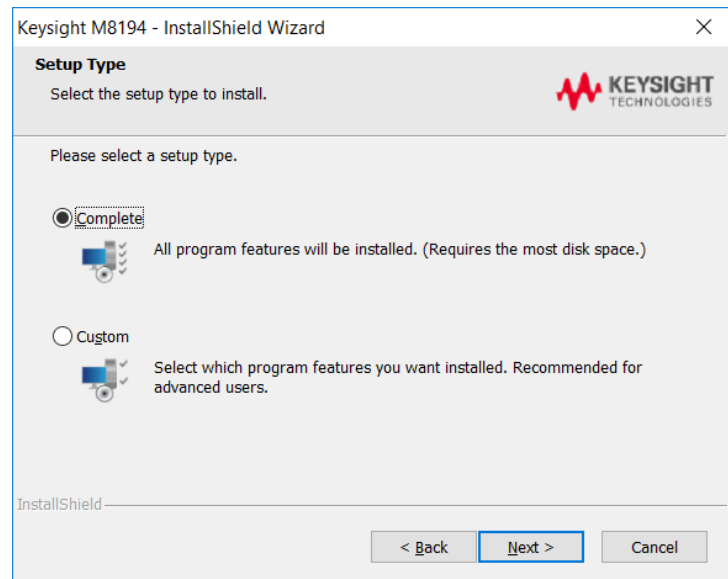 Keysight M8194 - InstallShield Wizard
Setup Type
Select the setup type to install.
KEYSIGHT
TECHNOLOGIES
Please select a setup type.
Complete
All program features will be installed. (Requires the most disk space.)
Custom
Select which program features you want installed. Recommended for
advanced users.
InstallShield
< Back
Next >
Cancel